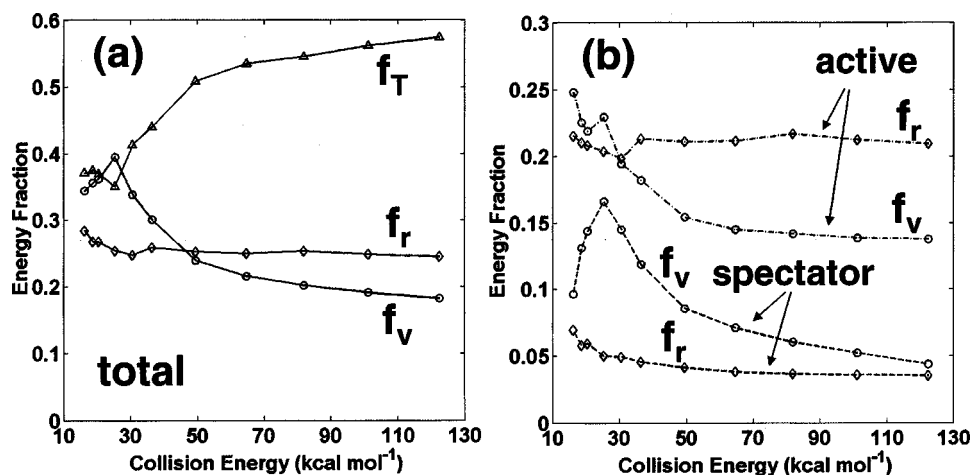 (a)
0.6
0.5
0.4
0.3
0.2
0.1
0
Energy Fraction
f_T
f_r
f_v
total
10 30 50 70 90 110 130
Collision Energy (kcal mol⁻¹)
(b)
0.3
0.25
0.2
0.15
0.1
0.05
0
Energy Fraction
active
f_r
f_v
f_v
spectator
f_r
10 30 50 70 90 110 130
Collision Energy (kcal mol⁻¹)